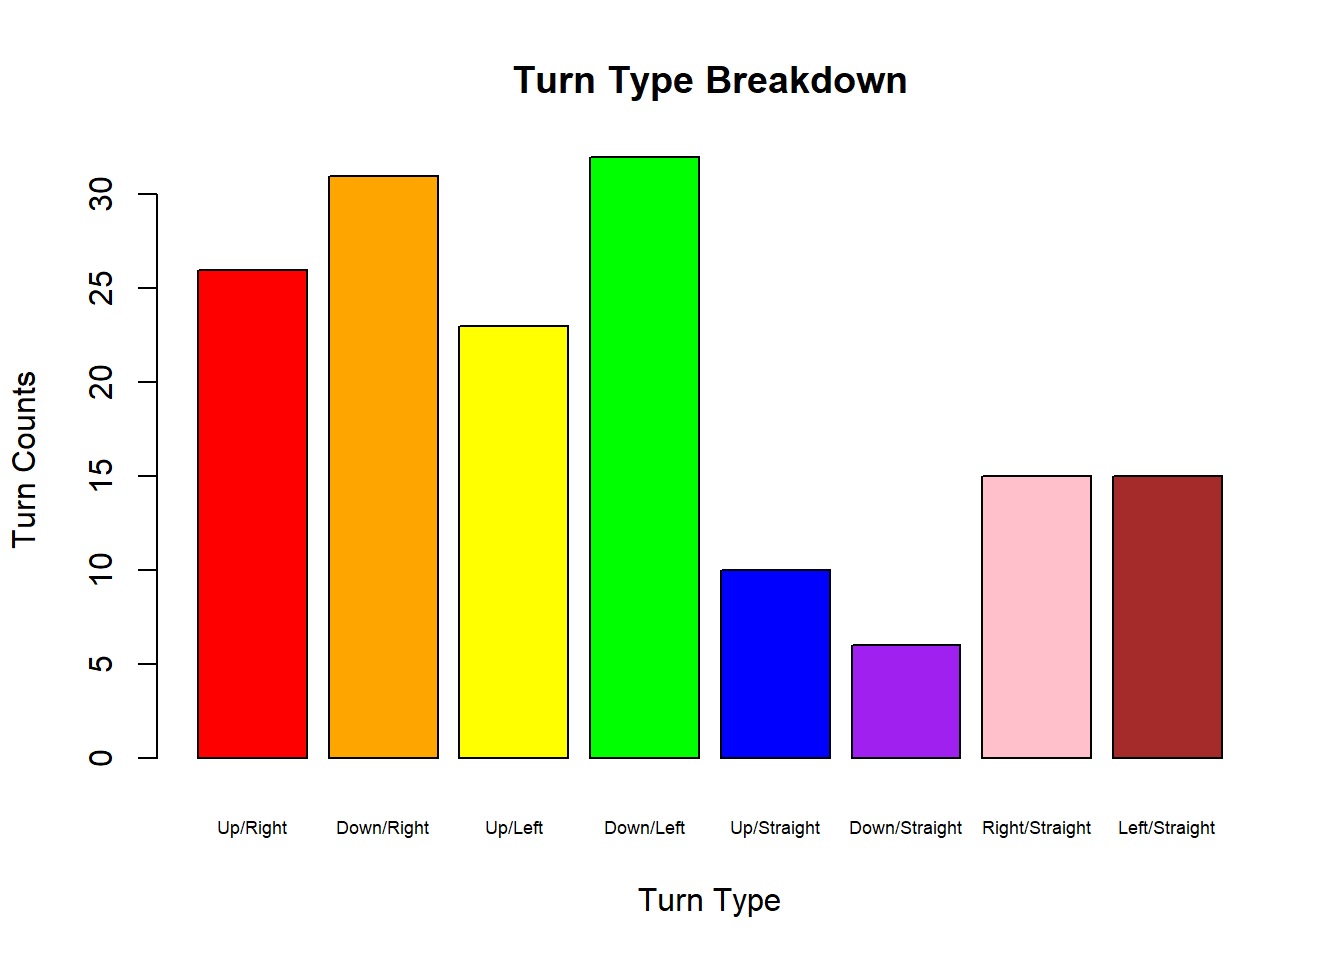 Turn Type Breakdown
Turn Counts
30
25
20
15
10
5
0
Up/Right Down/Right Up/Left Down/Left Up/Straight Down/Straight Right/Straight Left/Straight
Turn Type